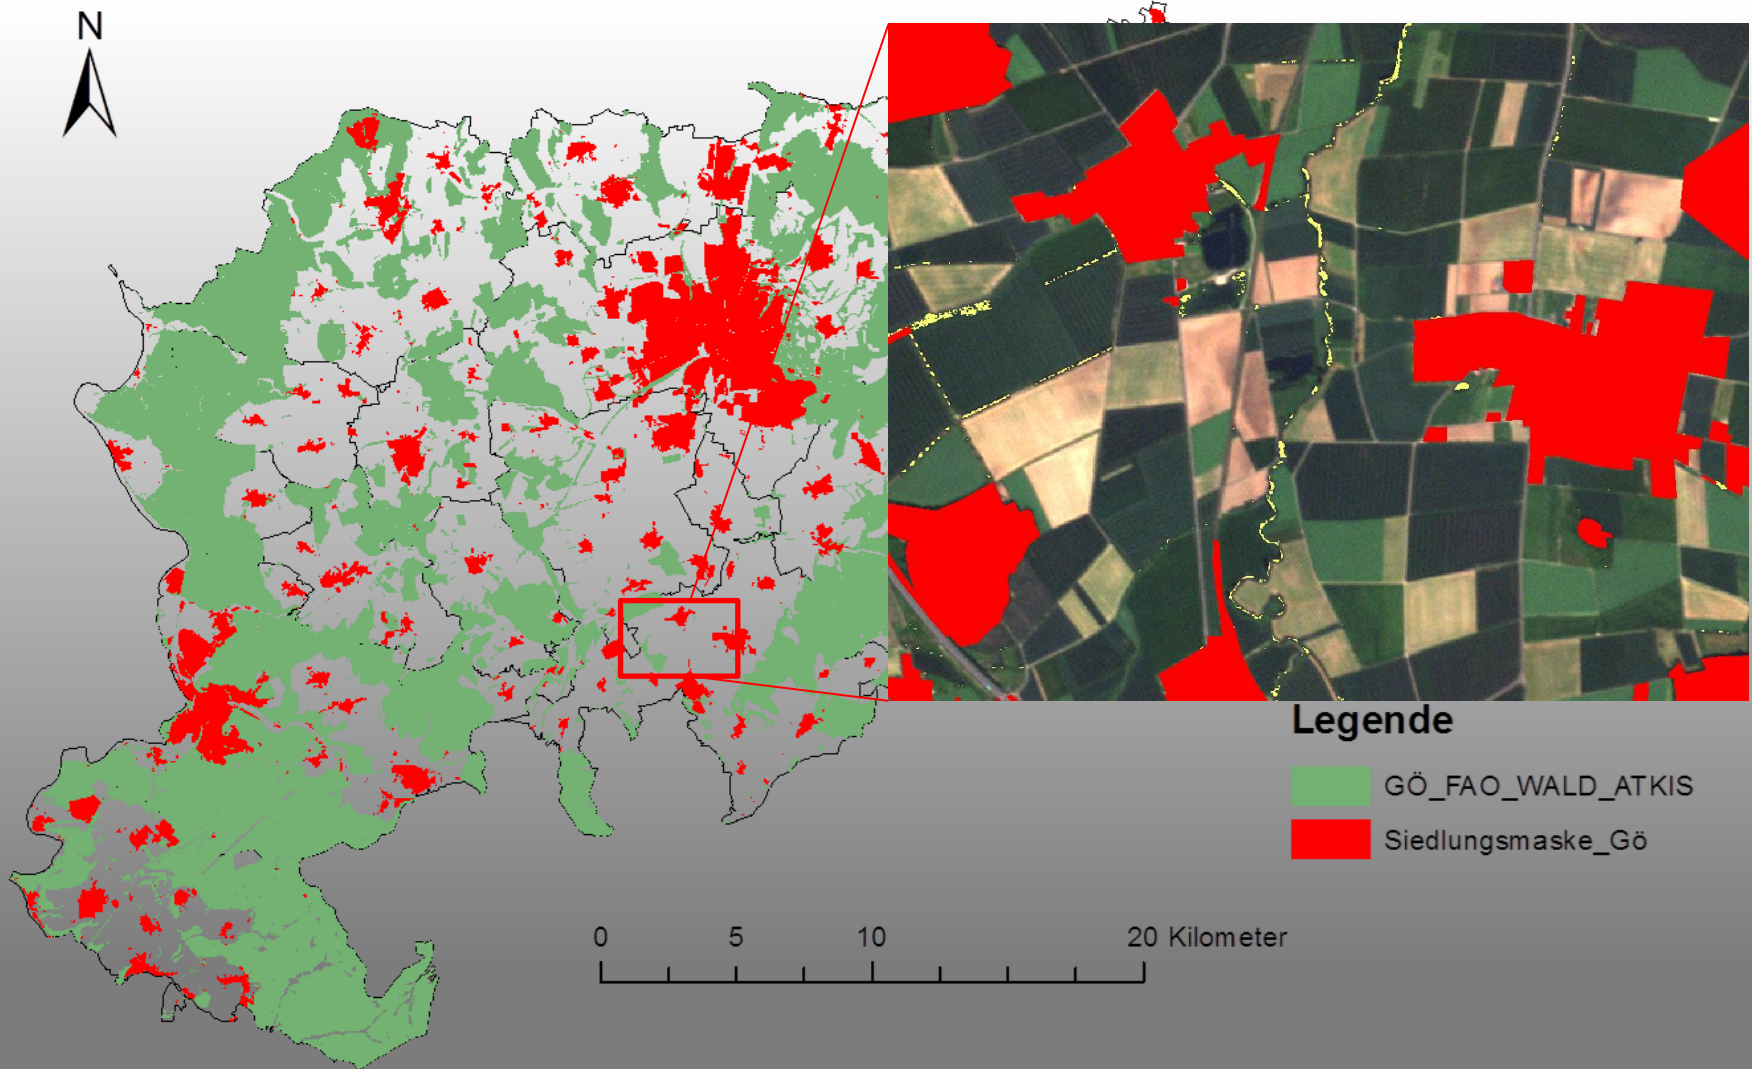 N
Legende
GÖ_FAO_WALD_ATKIS
Siedlungsmaske_Gö
0 5 10 20 Kilometer